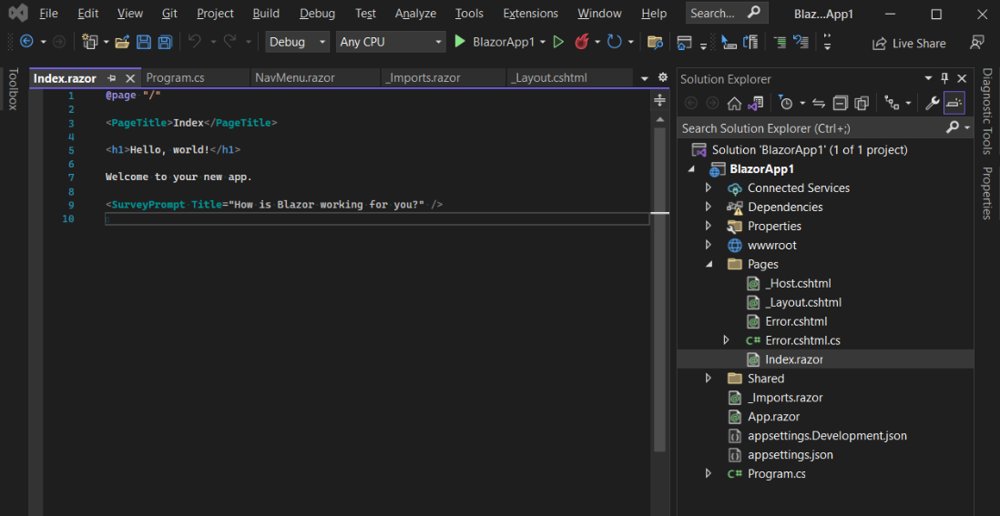 File Edit View Git Project Build Debug Test Analyze Tools Extensions Window Help Search... Blaz...App1
Debug Any CPU BlazorApp1 Live Share
Toolbox
Index.razor Program.cs NavMenu.razor _Imports.razor _Layout.cshtml
1 @page "/"
2
3 <PageTitle>Index</PageTitle>
4
5 <h1>Hello, world!</h1>
6
7 Welcome to your new app.
8
9 <SurveyPrompt Title="How is Blazor working for you?" />
10
Solution Explorer
Search Solution Explorer (Ctrl+;)
Solution 'BlazorApp1' (1 of 1 project)
BlazorApp1
Connected Services
Dependencies
Properties
wwwroot
Pages
_Host.cshtml
_Layout.cshtml
Error.cshtml
C# Error.cshtml.cs
Index.razor
Shared
_Imports.razor
App.razor
appsettings.Development.json
appsettings.json
C# Program.cs
Diagnostic Tools
Properties